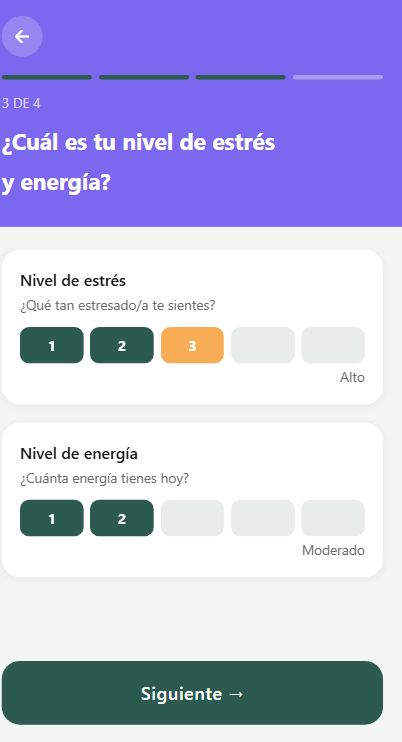 ←
3 DE 4
¿Cuál es tu nivel de estrés
y energía?
Nivel de estrés
¿Qué tan estresado/a te sientes?
1 2 3
Alto
Nivel de energía
¿Cuánta energía tienes hoy?
1 2
Moderado
Siguiente →